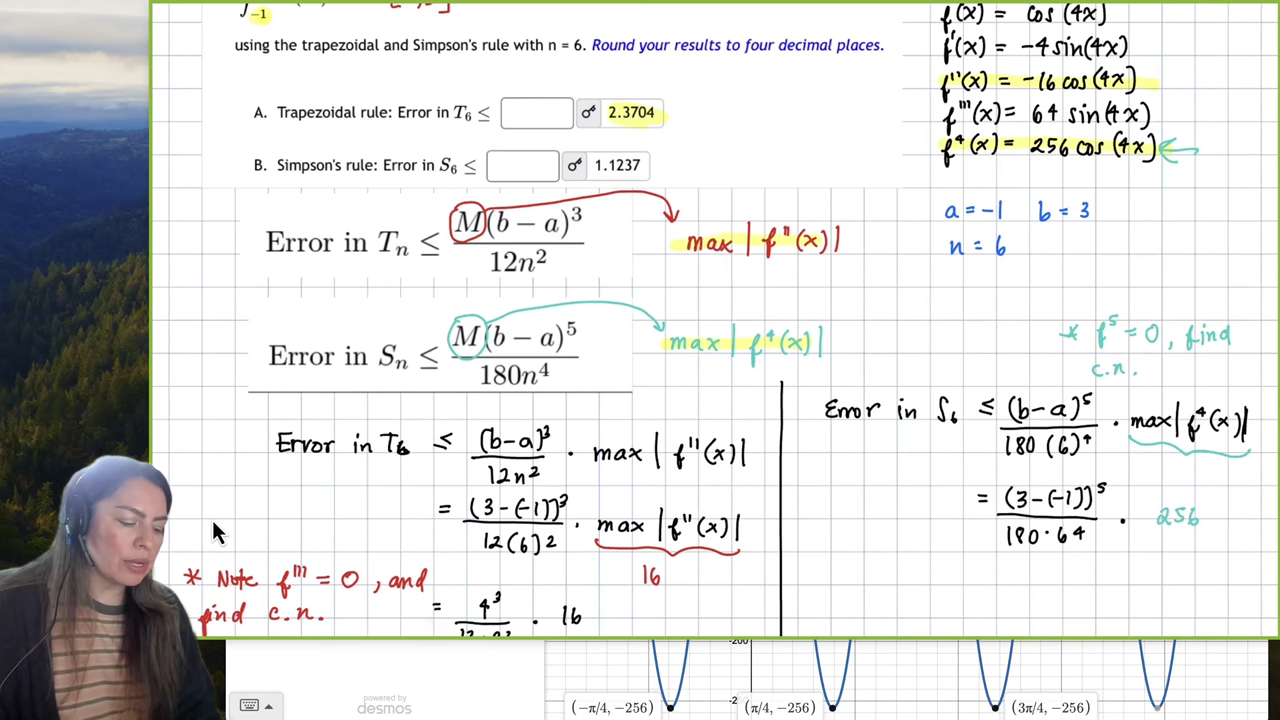 -1
using the trapezoidal and Simpson's rule with n = 6. Round your results to four decimal places.
A. Trapezoidal rule: Error in T₆ ≤ 2.3704
B. Simpson's rule: Error in S₆ ≤ 1.1237
f(x) = cos(4x)
f'(x) = -4 sin(4x)
f''(x) = -16 cos(4x)
f'''(x) = 64 sin(4x)
f⁴(x) = 256 cos(4x)
a = -1 b = 3
n = 6
Error in Tₙ ≤ M(b − a)³ / 12n²
max |f''(x)|
Error in Sₙ ≤ M(b − a)⁵ / 180n⁴
max |f⁴(x)|
* f⁵ = 0, find
c.n.
Error in T₆ ≤ (b-a)³ / 12n² · max |f''(x)|
= (3-(-1))³ / 12(6)² · max |f''(x)|
16
* Note f''' = 0, and
find c.n.
= 4³ · 16
Error in S₆ ≤ (b-a)⁵ / 180(6)⁴ · max |f⁴(x)|
= (3-(-1))⁵ / 180·6⁴ · 256
powered by
desmos
-200
-2
(−π/4, −256)
(π/4, −256)
(3π/4, −256)